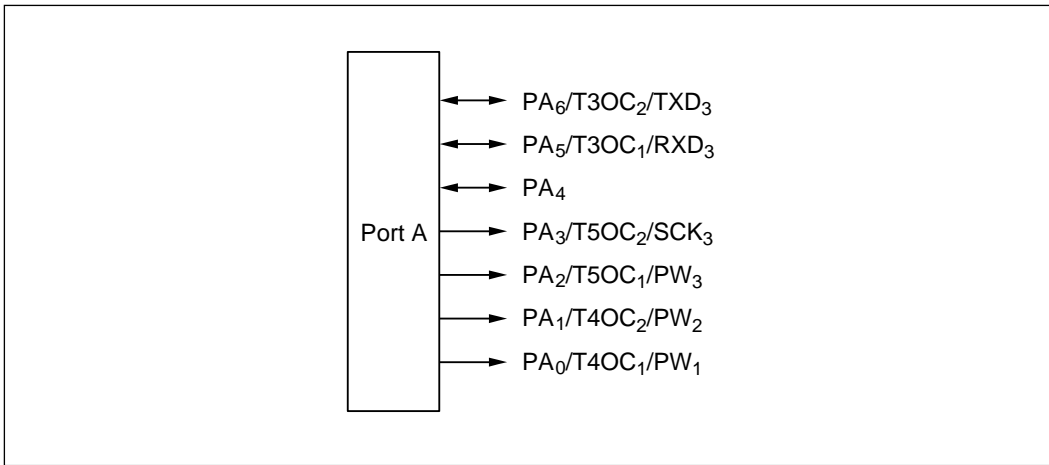 PA₆/T3OC₂/TXD₃
PA₅/T3OC₁/RXD₃
PA₄
Port A
PA₃/T5OC₂/SCK₃
PA₂/T5OC₁/PW₃
PA₁/T4OC₂/PW₂
PA₀/T4OC₁/PW₁